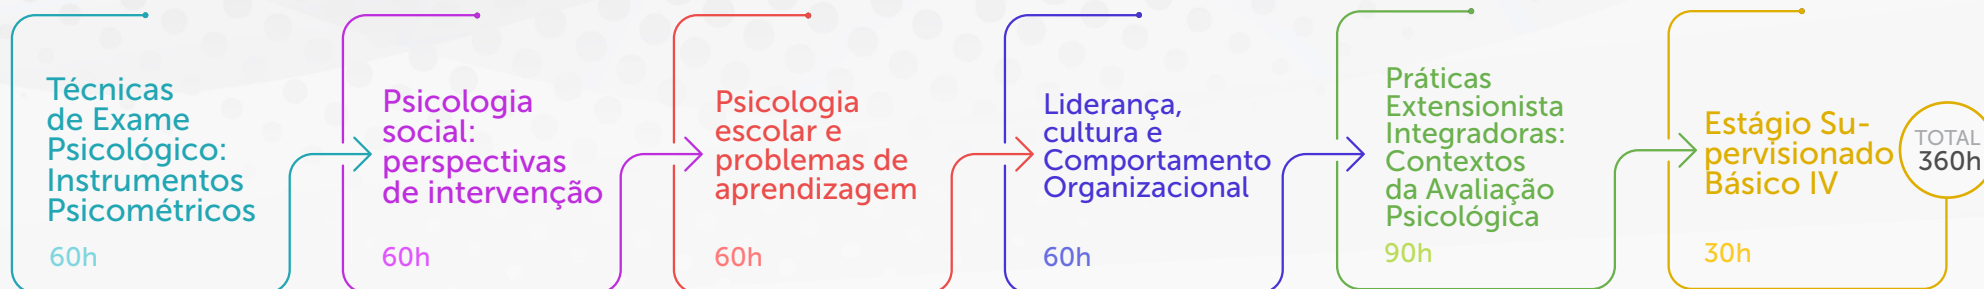 Técnicas
de Exame
Psicológico:
Instrumentos
Psicométricos
60h
Psicologia
social:
perspectivas
de intervenção
60h
Psicologia
escolar e
problemas de
aprendizagem
60h
Liderança,
cultura e
Comportamento
Organizacional
60h
Práticas
Extensionista
Integradoras:
Contextos
da Avaliação
Psicológica
90h
Estágio Su-
pervisionado
Básico IV
30h
TOTAL
360h